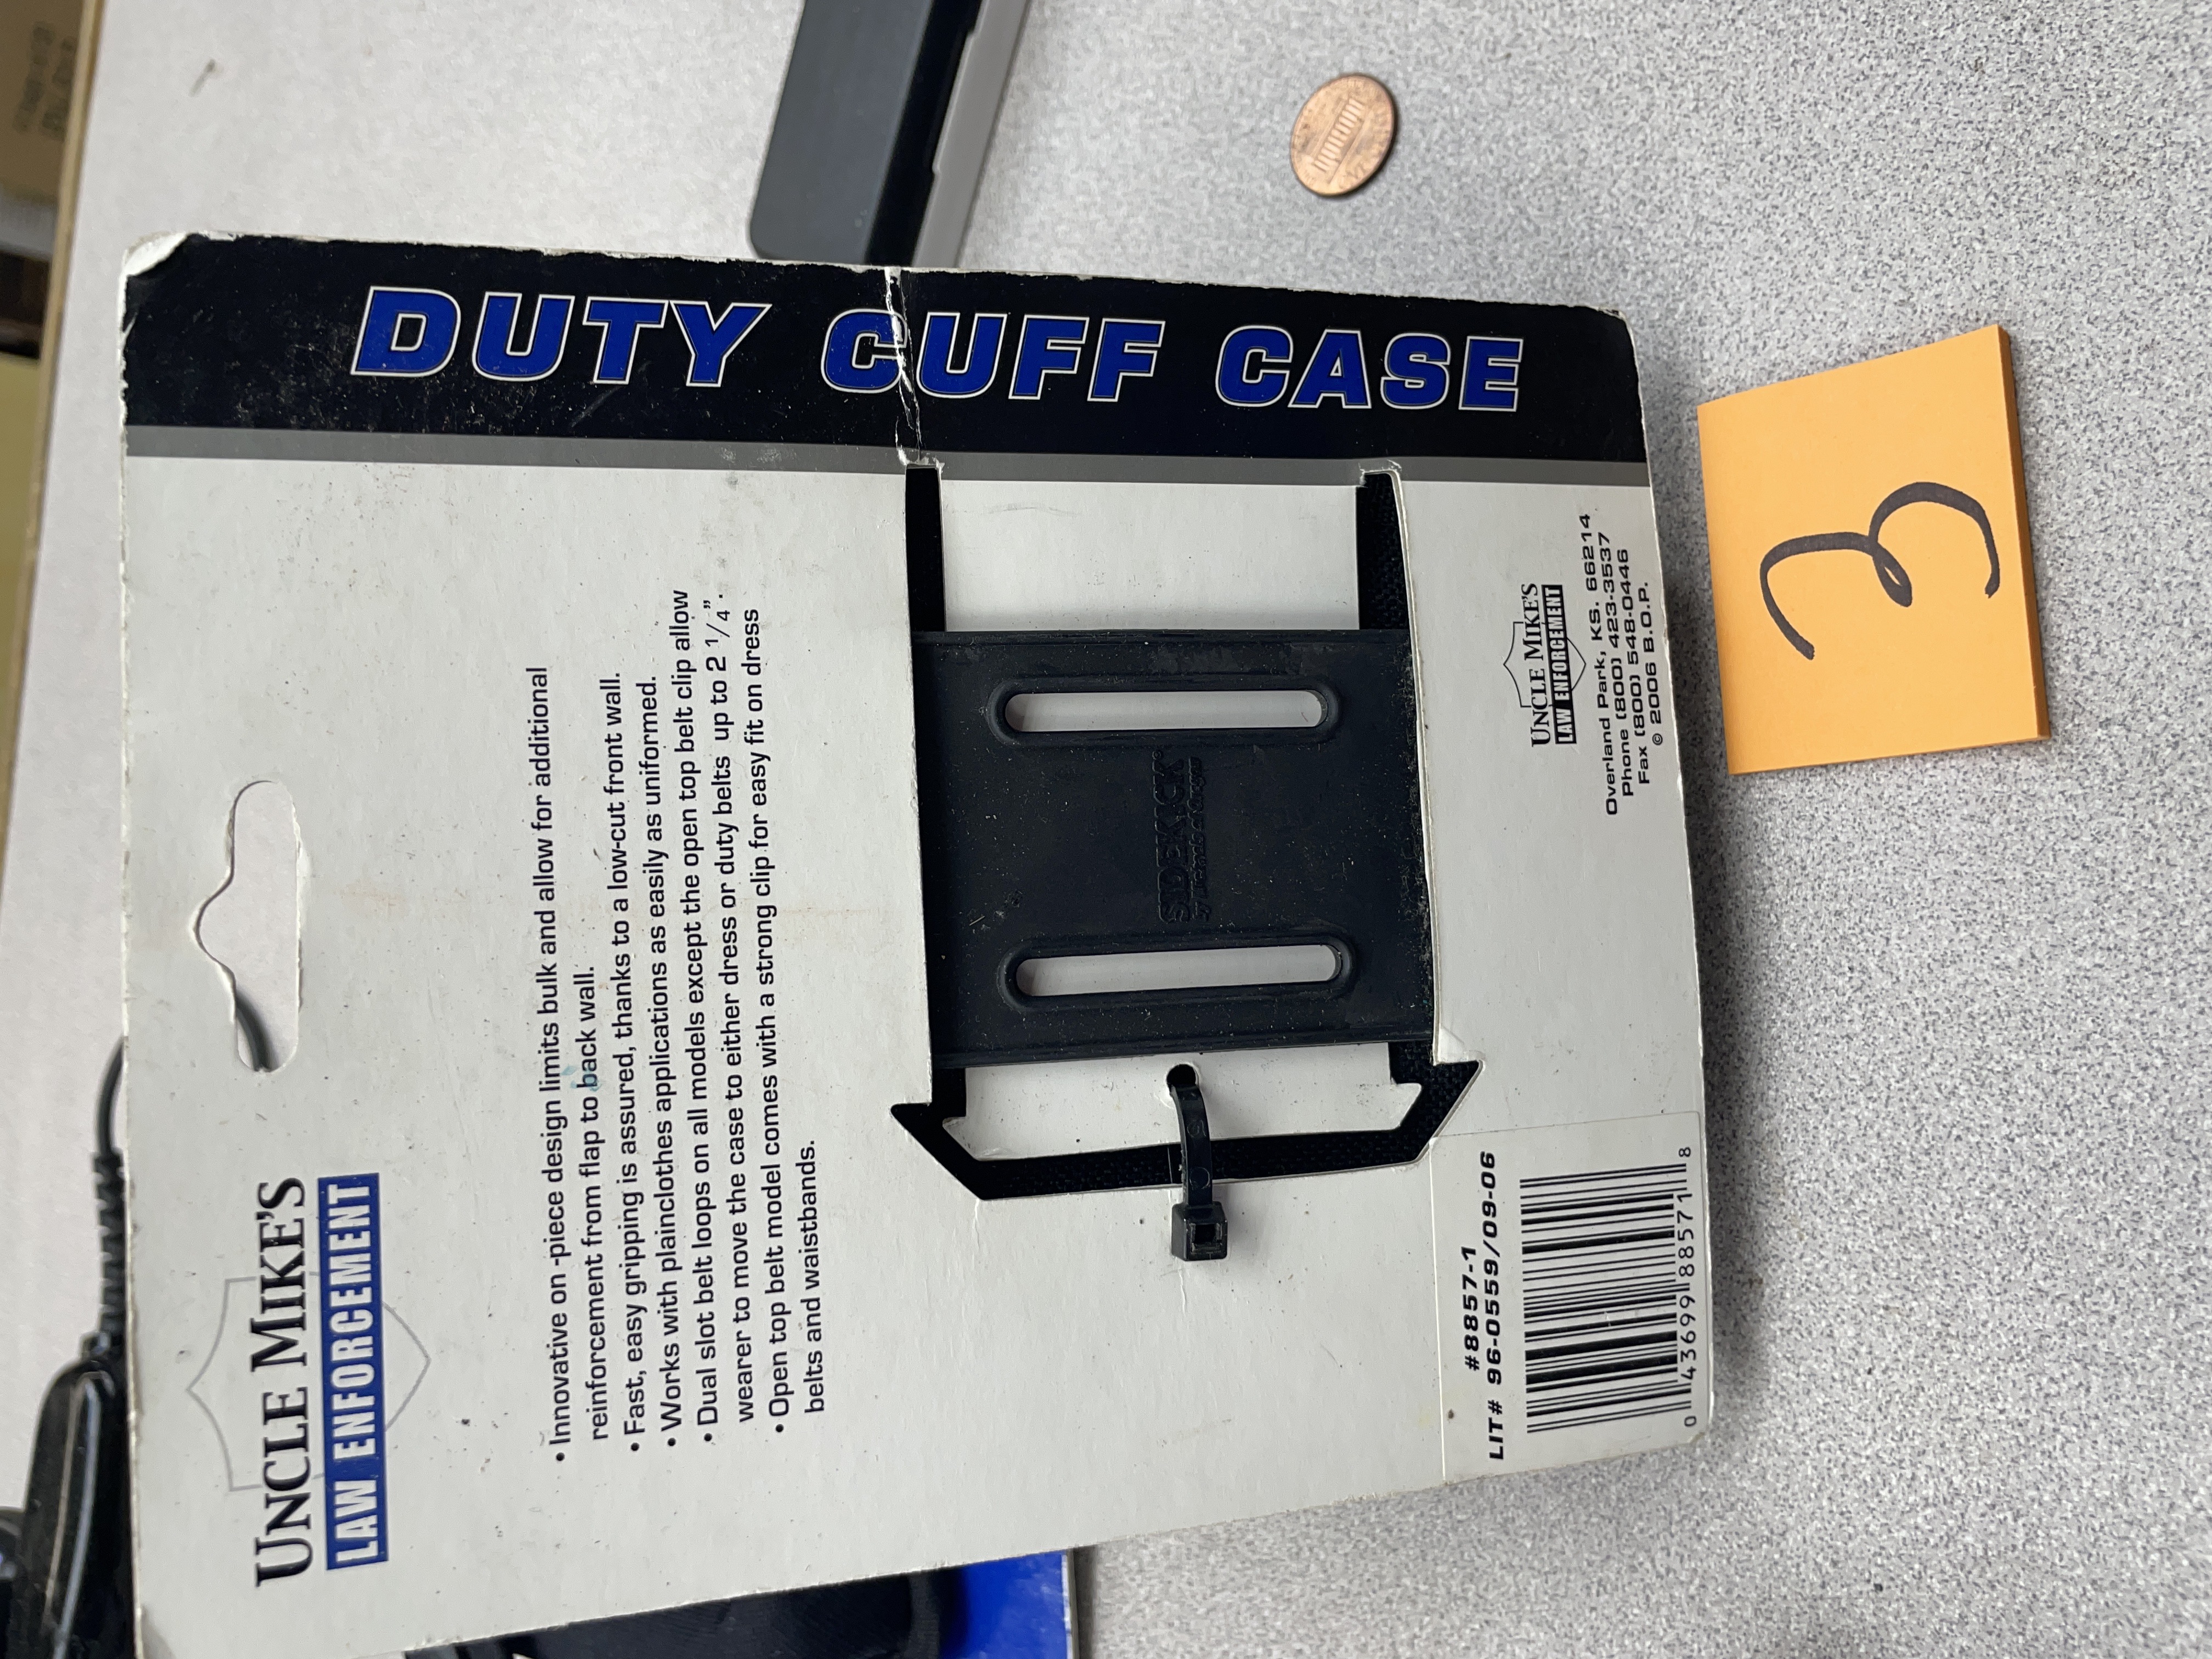 UNCLE MIKE'S
LAW ENFORCEMENT
• Innovative on -piece design limits bulk and allow for additional
reinforcement from flap to back wall.
• Fast, easy gripping is assured, thanks to a low-cut front wall.
• Works with plainclothes applications as easily as uniformed.
• Dual slot belt loops on all models except the open top belt clip allow
wearer to move the case to either dress or duty belts up to 2 1/4".
• Open top belt model comes with a strong clip for easy fit on dress
belts and waistbands.
DUTY CUFF CASE
SIDEKICK®
#8857-1
LIT# 96-0559/09-06
0 43699 88571 8
UNCLE MIKE'S
LAW ENFORCEMENT
Overland Park, KS. 66214
Phone (800) 423-3537
Fax (800) 548-0446
© 2006 B.O.P.
3